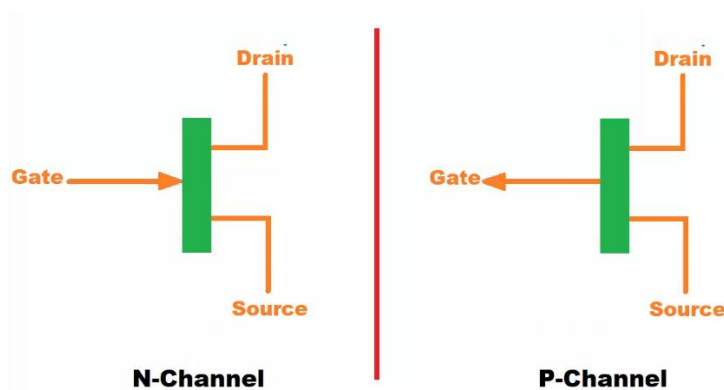 Drain
Gate
Source
N-Channel
Drain
Gate
Source
P-Channel